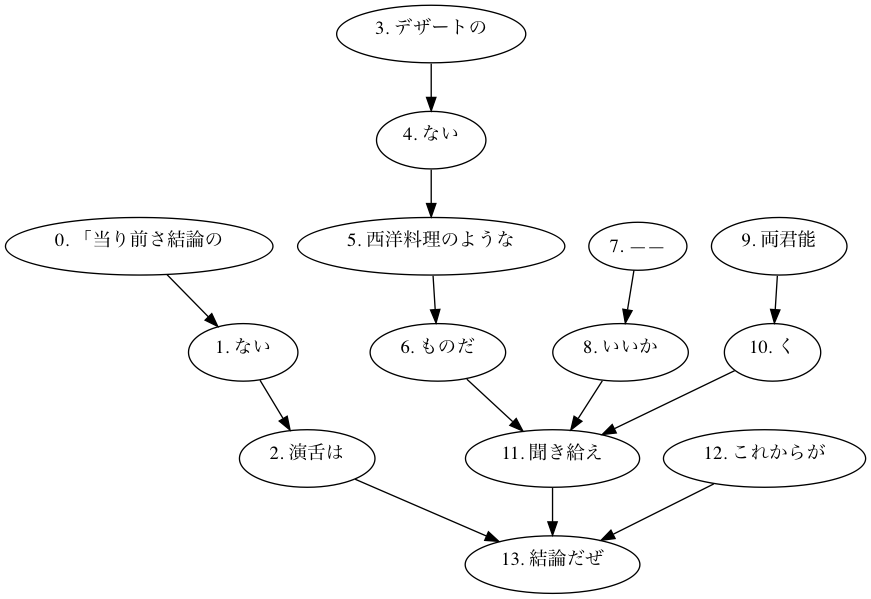 3. デザートの
4. ない
0. 「当り前さ結論の
5. 西洋料理のような
7. ——
9. 両君能
1. ない
6. ものだ
8. いいか
10. く
2. 演舌は
11. 聞き給え
12. これからが
13. 結論だぜ